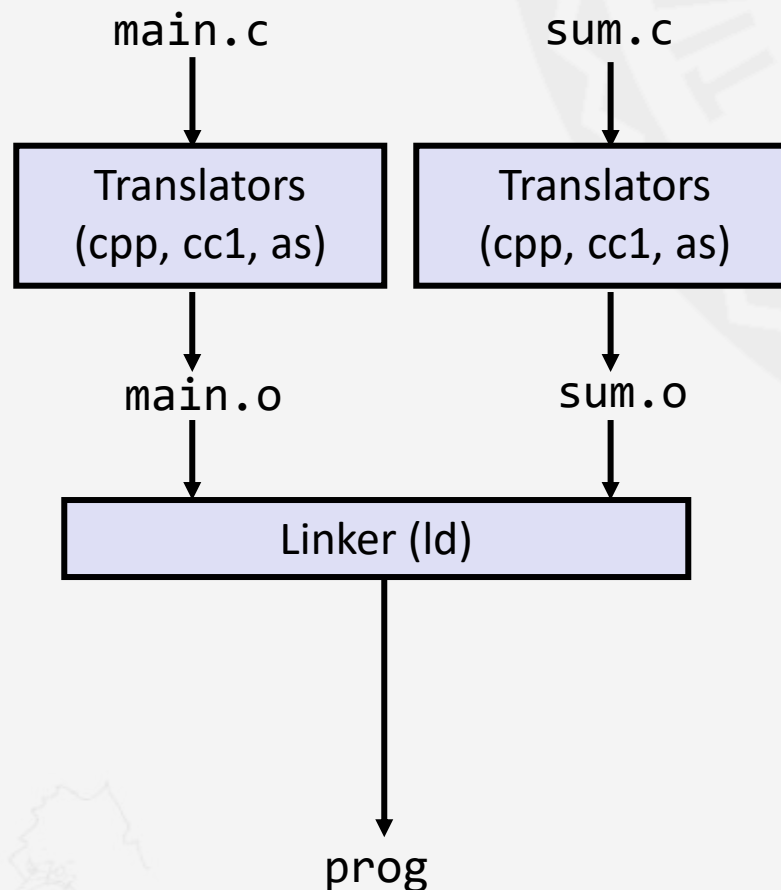 main.c
sum.c
Translators
(cpp, cc1, as)
Translators
(cpp, cc1, as)
main.o
sum.o
Linker (ld)
prog